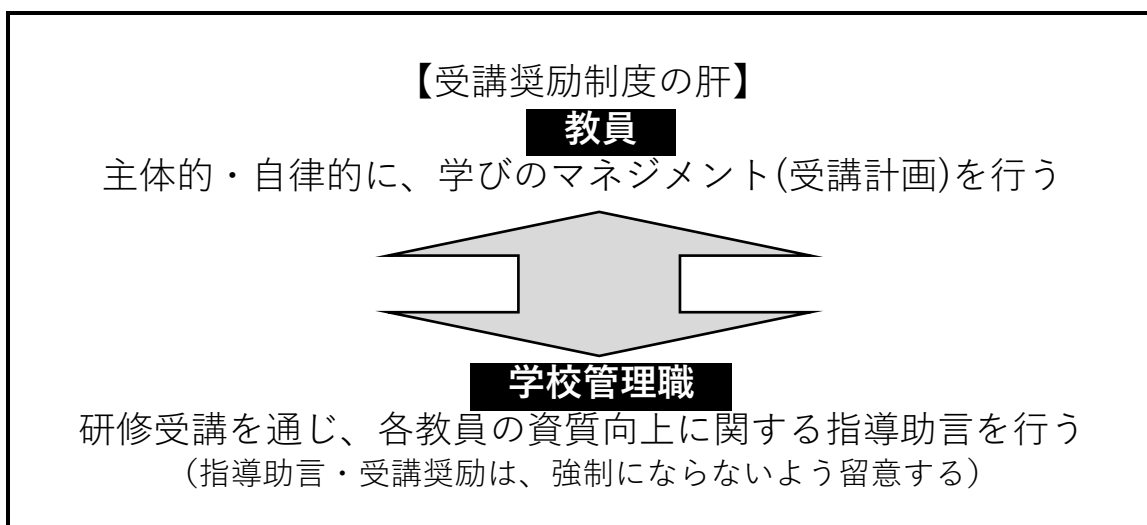 【受講奨励制度の肝】
教員
主体的・自律的に、学びのマネジメント(受講計画)を行う
学校管理職
研修受講を通じ、各教員の資質向上に関する指導助言を行う
（指導助言・受講奨励は、強制にならないよう留意する）